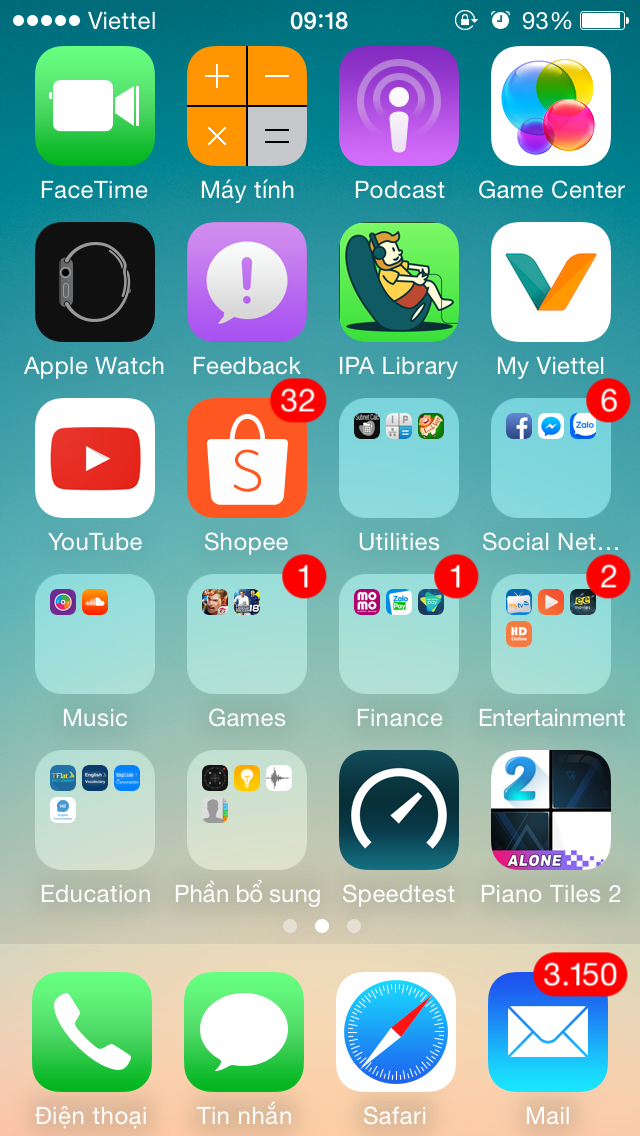 Viettel 09:18 93%
FaceTime Máy tính Podcast Game Center
Apple Watch Feedback IPA Library My Viettel
32 6
YouTube Shopee Utilities Social Net...
1 1 2
Music Games Finance Entertainment
Education Phần bổ sung Speedtest Piano Tiles 2
2
ALONE
3.150
Điện thoại Tin nhắn Safari Mail